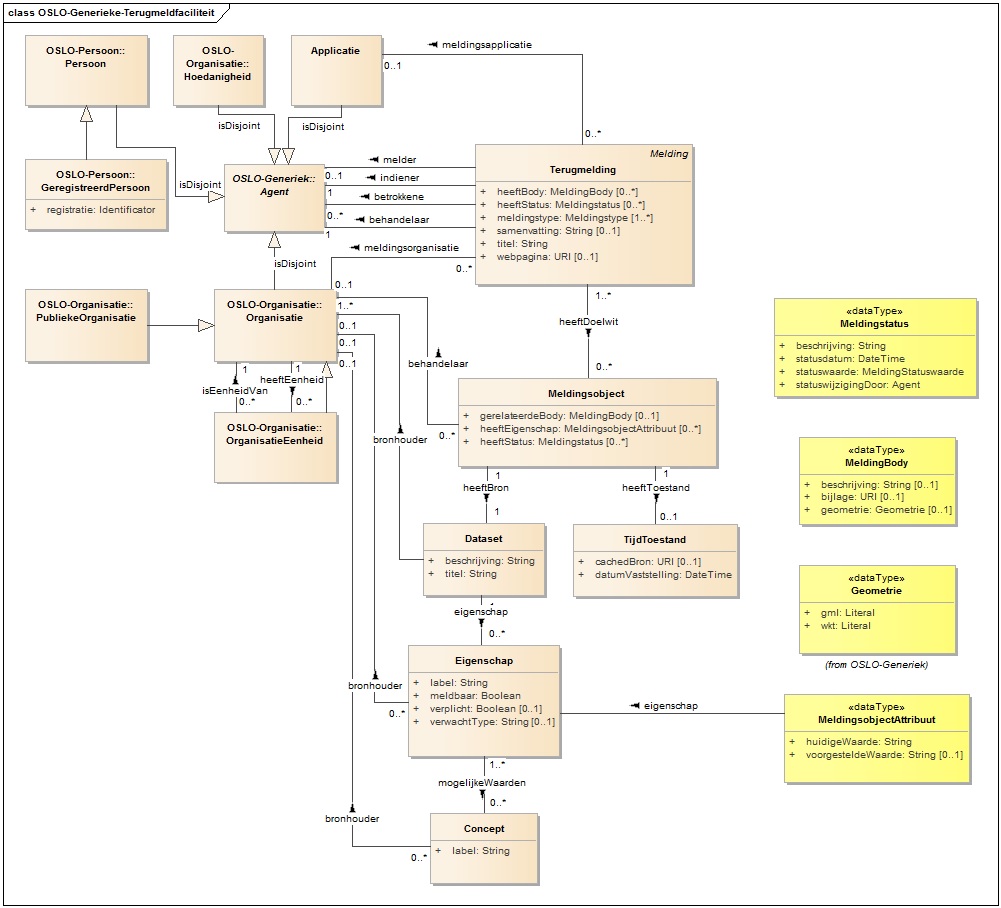 class OSLO-Generieke-Terugmeldfaciliteit
OSLO-Persoon::
Persoon
OSLO-
Organisatie::
Hoedanigheid
Applicatie
meldingsapplicatie
0..1
0..*
isDisjoint
isDisjoint
OSLO-Persoon::
GeregistreerdPersoon
+ registratie: Identificator
isDisjoint
OSLO-Generiek::
Agent
melder
0..1
indiener
1
betrokkene
0..*
behandelaar
1
meldingsorganisatie
0..1
0..*
Melding
Terugmelding
+ heeftBody: MeldingBody [0..*]
+ heeftStatus: Meldingstatus [0..*]
+ meldingstype: Meldingstype [1..*]
+ samenvatting: String [0..1]
+ titel: String
+ webpagina: URI [0..1]
isDisjoint
OSLO-Organisatie::
PubliekeOrganisatie
OSLO-Organisatie::
Organisatie
1..*
0..1
0..1
0..1
isEenheidVan
1
0..*
heeftEenheid
1
0..*
OSLO-Organisatie::
OrganisatieEenheid
1..*
heeftDoelwit
0..*
behandelaar
0..*
bronhouder
Meldingsobject
+ gerelateerdeBody: MeldingBody [0..1]
+ heeftEigenschap: MeldingsobjectAttribuut [0..*]
+ heeftStatus: Meldingstatus [0..*]
1
heeftBron
1
1
heeftToestand
0..1
Dataset
+ beschrijving: String
+ titel: String
TijdToestand
+ cachedBron: URI [0..1]
+ datumVaststelling: DateTime
eigenschap
0..*
bronhouder
0..*
Eigenschap
+ label: String
+ meldbaar: Boolean
+ verplicht: Boolean [0..1]
+ verwachtType: String [0..1]
eigenschap
1..*
mogelijkeWaarden
0..*
bronhouder
0..*
Concept
+ label: String
«dataType»
Meldingstatus
+ beschrijving: String
+ statusdatum: DateTime
+ statuswaarde: MeldingStatuswaarde
+ statuswijzigingDoor: Agent
«dataType»
MeldingBody
+ beschrijving: String [0..1]
+ bijlage: URI [0..1]
+ geometrie: Geometrie [0..1]
«dataType»
Geometrie
+ gml: Literal
+ wkt: Literal
(from OSLO-Generiek)
«dataType»
MeldingsobjectAttribuut
+ huidigeWaarde: String
+ voorgesteldeWaarde: String [0..1]